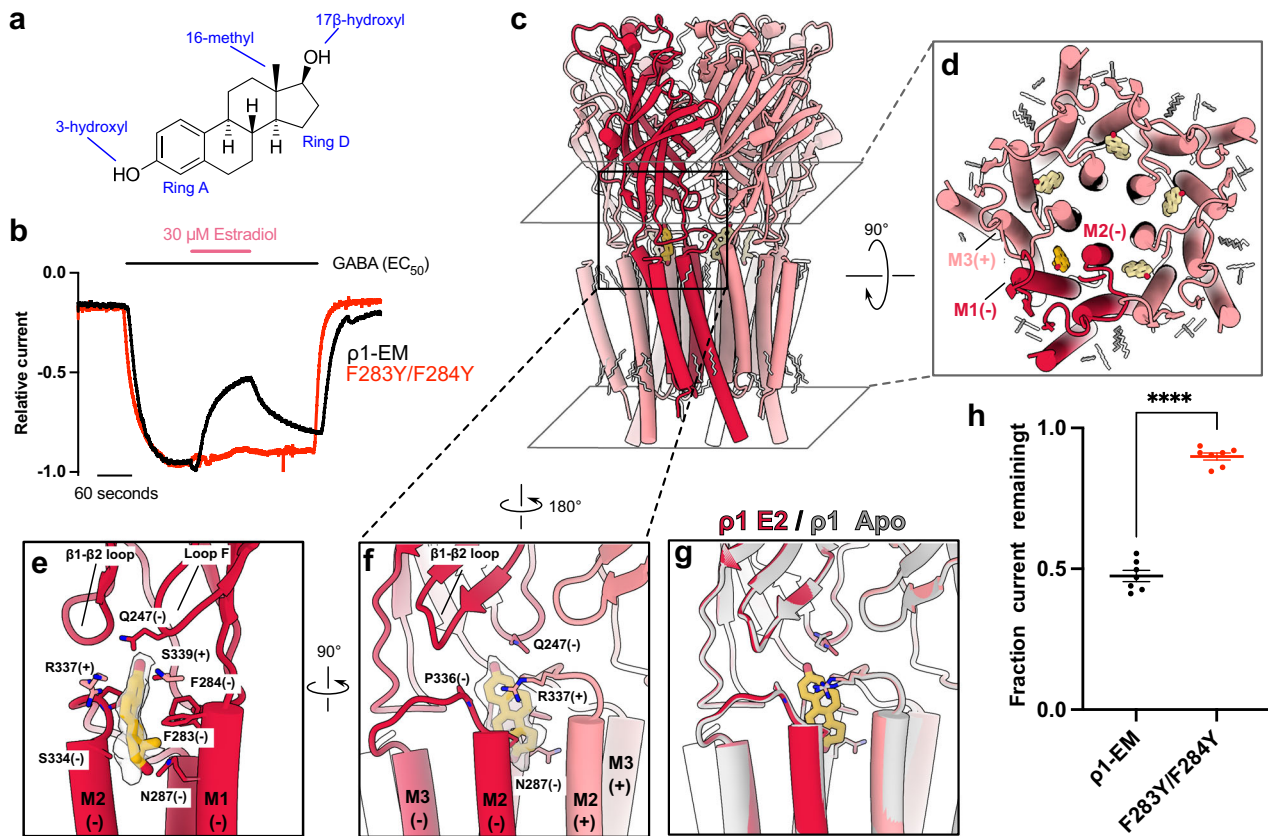 a
16-methyl
17β-hydroxyl
OH
3-hydroxyl
H
H
H
HO
Ring A
Ring D
b
30 µM Estradiol
GABA (EC50)
0.0
-0.5
-1.0
Relative current
ρ1-EM
F283Y/F284Y
60 seconds
c
90°
180°
d
M2(-)
M3(+)
M1(-)
e
β1-β2 loop
Loop F
Q247(-)
S339(+)
R337(+)
F284(-)
F283(-)
S334(-)
N287(-)
M2
(-)
M1
(-)
90°
f
β1-β2 loop
Q247(-)
P336(-)
R337(+)
N287(-)
M3
(-)
M2
(-)
M2
(+)
M3
(+)
ρ1 E2 / ρ1 Apo
g
h
****
1.0
0.5
0.0
Fraction current remainingt
ρ1-EM
F283Y/F284Y